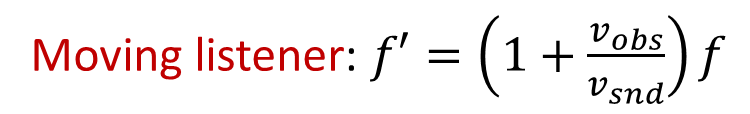 Moving listener: f′ = (1 + v_obs/v_snd) f